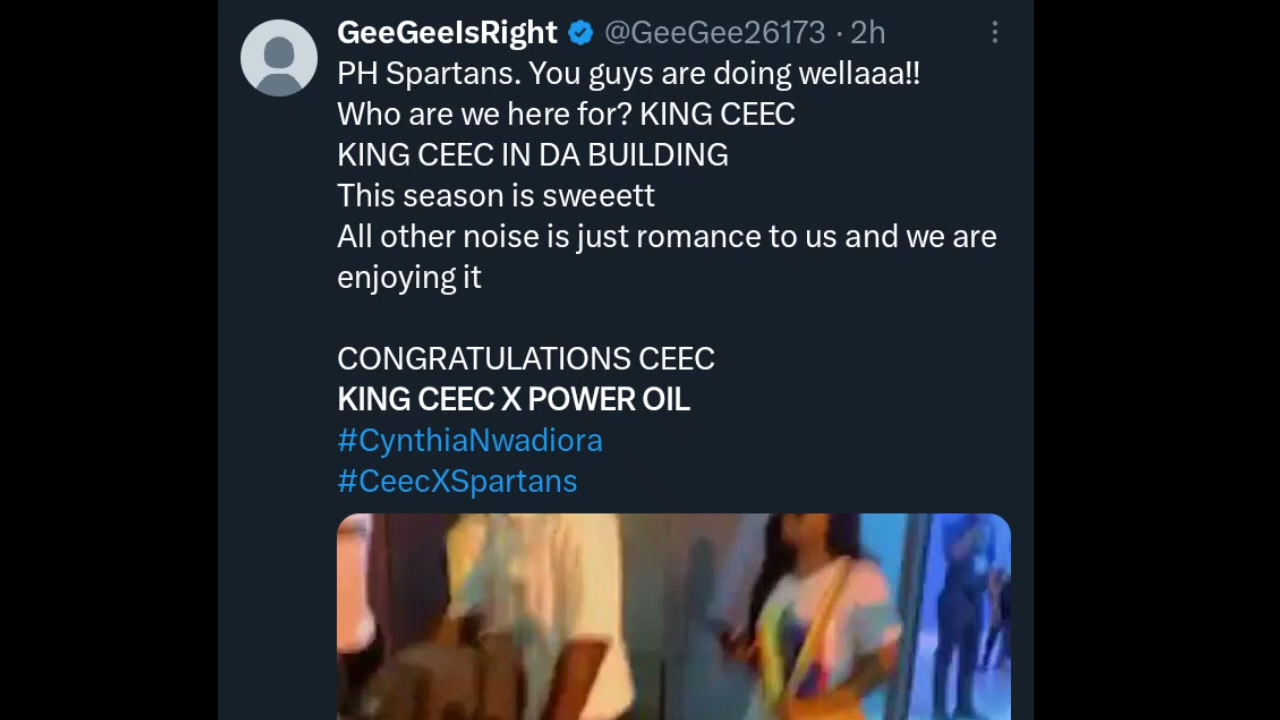 GeeGeeIsRight @GeeGee26173 · 2h
PH Spartans. You guys are doing wellaaa!!
Who are we here for? KING CEEC
KING CEEC IN DA BUILDING
This season is sweeett
All other noise is just romance to us and we are
enjoying it
CONGRATULATIONS CEEC
KING CEEC X POWER OIL
#CynthiaNwadiora
#CeecXSpartans